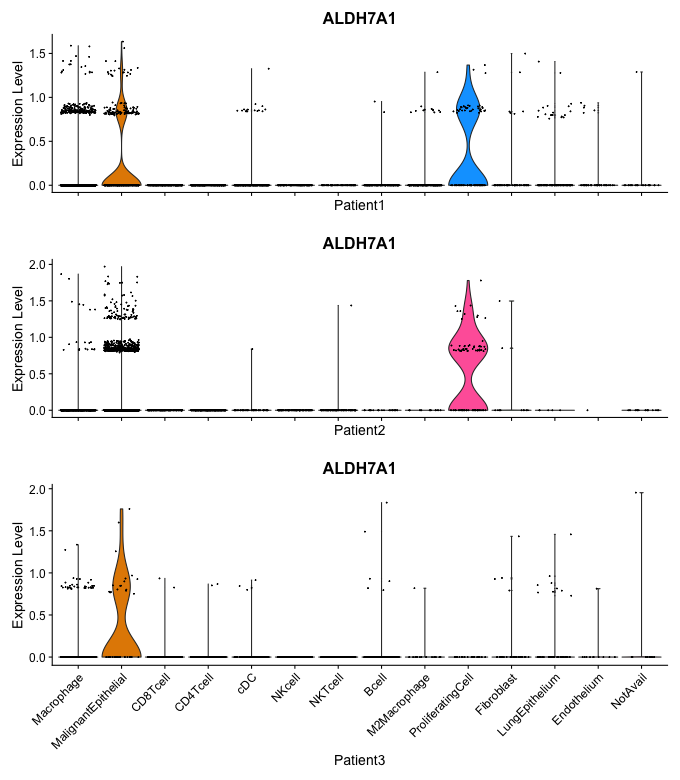 ALDH7A1
Expression Level
1.5
1.0
0.5
0.0
Patient1
ALDH7A1
Expression Level
2.0
1.5
1.0
0.5
0.0
Patient2
ALDH7A1
Expression Level
2.0
1.5
1.0
0.5
0.0
Macrophage
MalignantEpithelial
CD8Tcell
CD4Tcell
cDC
NKcell
NKTcell
Bcell
M2Macrophage
ProliferatingCell
Fibroblast
LungEpithelium
Endothelium
NotAvail
Patient3